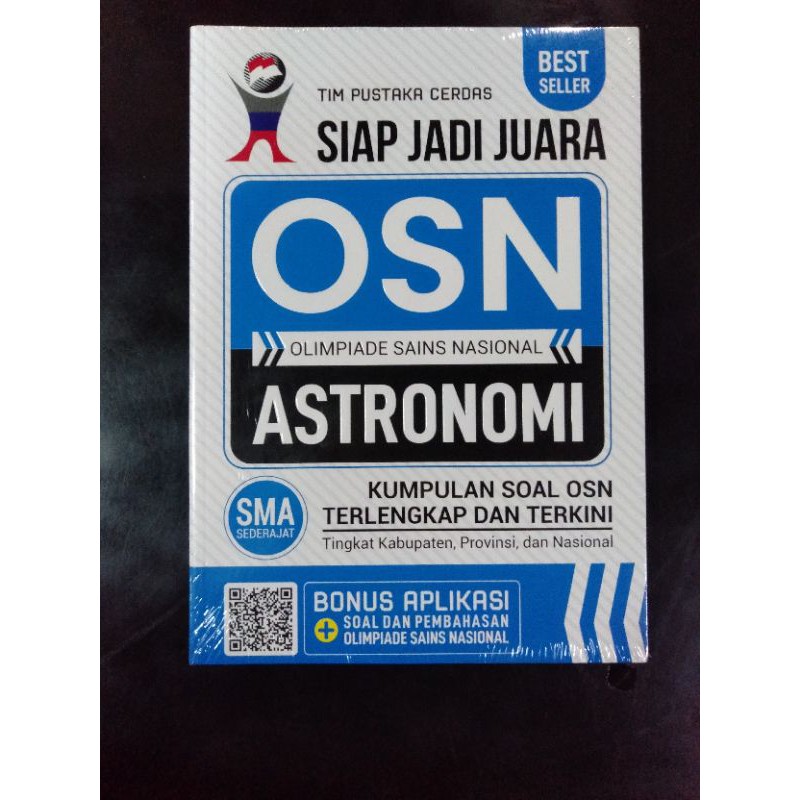 BEST
SELLER
TIM PUSTAKA CERDAS
SIAP JADI JUARA
OSN
OLIMPIADE SAINS NASIONAL
ASTRONOMI
SMA
SEDERAJAT
KUMPULAN SOAL OSN
TERLENGKAP DAN TERKINI
Tingkat Kabupaten, Provinsi, dan Nasional
BONUS APLIKASI
+ SOAL DAN PEMBAHASAN
OLIMPIADE SAINS NASIONAL